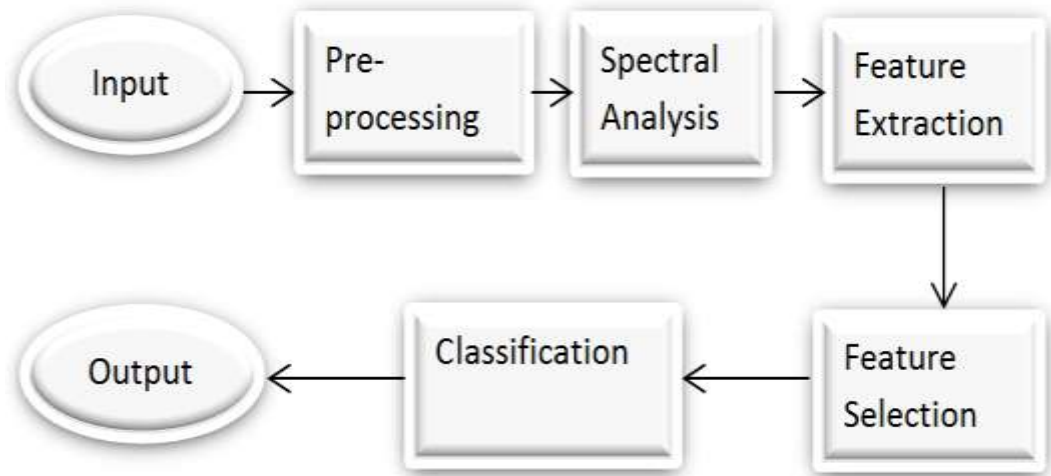 Input
Pre-
processing
Spectral
Analysis
Feature
Extraction
Feature
Selection
Classification
Output